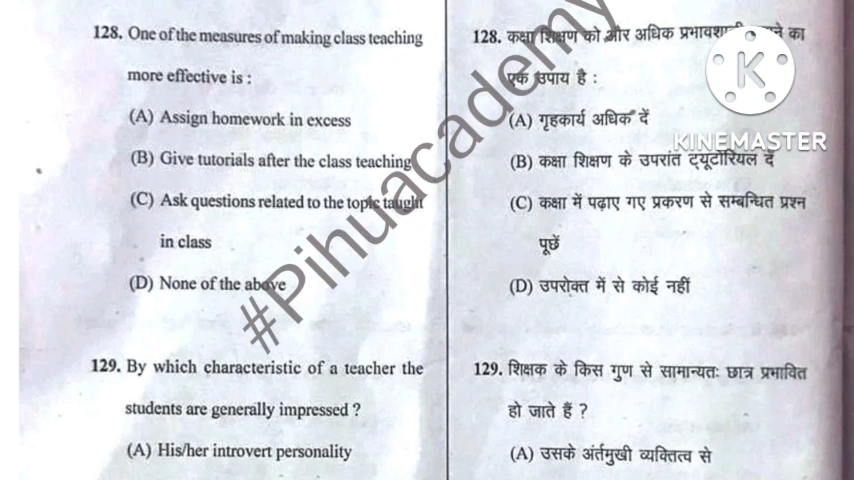 128. One of the measures of making class teaching
more effective is :
(A) Assign homework in excess
(B) Give tutorials after the class teaching
(C) Ask questions related to the topic taught
in class
(D) None of the above
129. By which characteristic of a teacher the
students are generally impressed ?
(A) His/her introvert personality
128. कक्षा शिक्षण को और अधिक का
एक उपाय है :
(A) गृहकार्य अधिक दें
(B) कक्षा शिक्षण के उपरांत ट्यूटोरियल दें
(C) कक्षा में पढ़ाए गए प्रकरण से सम्बन्धित प्रश्न
पूछें
(D) उपरोक्त में से कोई नहीं
129. शिक्षक के किस गुण से सामान्यतः छात्र प्रभावित
हो जाते हैं ?
(A) उसके अंर्तमुखी व्यक्तित्व से
#Pihuacademy
K
KINEMASTER